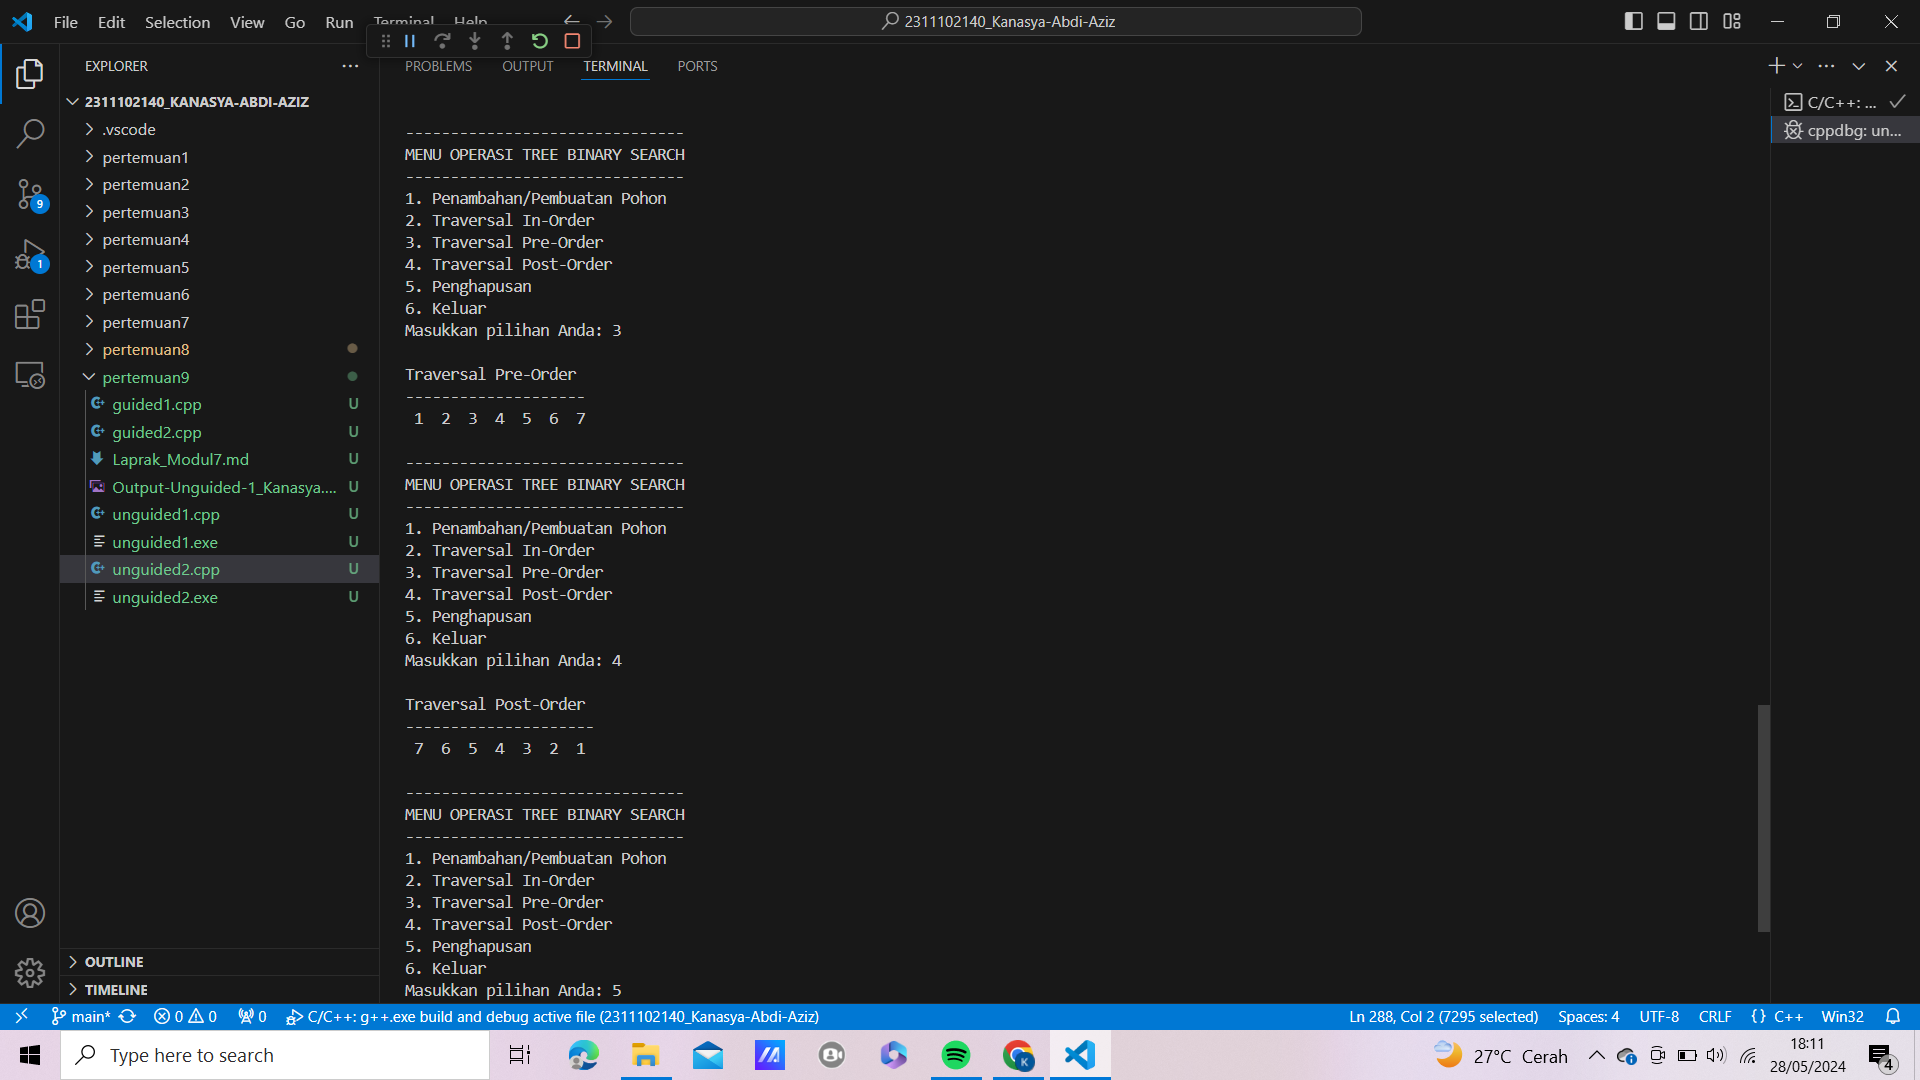 File Edit Selection View Go Run Terminal Help
2311102140_Kanasya-Abdi-Aziz
EXPLORER
PROBLEMS OUTPUT TERMINAL PORTS
2311102140_KANASYA-ABDI-AZIZ
.vscode
pertemuan1
pertemuan2
pertemuan3
pertemuan4
pertemuan5
pertemuan6
pertemuan7
pertemuan8
pertemuan9
guided1.cpp U
guided2.cpp U
Laprak_Modul7.md U
Output-Unguided-1_Kanasya.... U
unguided1.cpp U
unguided1.exe U
unguided2.cpp U
unguided2.exe U
OUTLINE
TIMELINE
9
1
-------------------------------
MENU OPERASI TREE BINARY SEARCH
-------------------------------
1. Penambahan/Pembuatan Pohon
2. Traversal In-Order
3. Traversal Pre-Order
4. Traversal Post-Order
5. Penghapusan
6. Keluar
Masukkan pilihan Anda: 3
Traversal Pre-Order
--------------------
1 2 3 4 5 6 7
-------------------------------
MENU OPERASI TREE BINARY SEARCH
-------------------------------
1. Penambahan/Pembuatan Pohon
2. Traversal In-Order
3. Traversal Pre-Order
4. Traversal Post-Order
5. Penghapusan
6. Keluar
Masukkan pilihan Anda: 4
Traversal Post-Order
---------------------
7 6 5 4 3 2 1
-------------------------------
MENU OPERASI TREE BINARY SEARCH
-------------------------------
1. Penambahan/Pembuatan Pohon
2. Traversal In-Order
3. Traversal Pre-Order
4. Traversal Post-Order
5. Penghapusan
6. Keluar
Masukkan pilihan Anda: 5
C/C++: ...
cppdbg: un...
main* 0 0 0 C/C++: g++.exe build and debug active file (2311102140_Kanasya-Abdi-Aziz) Ln 288, Col 2 (7295 selected) Spaces: 4 UTF-8 CRLF {} C++ Win32
Type here to search
K
27°C Cerah
18:11
28/05/2024
4